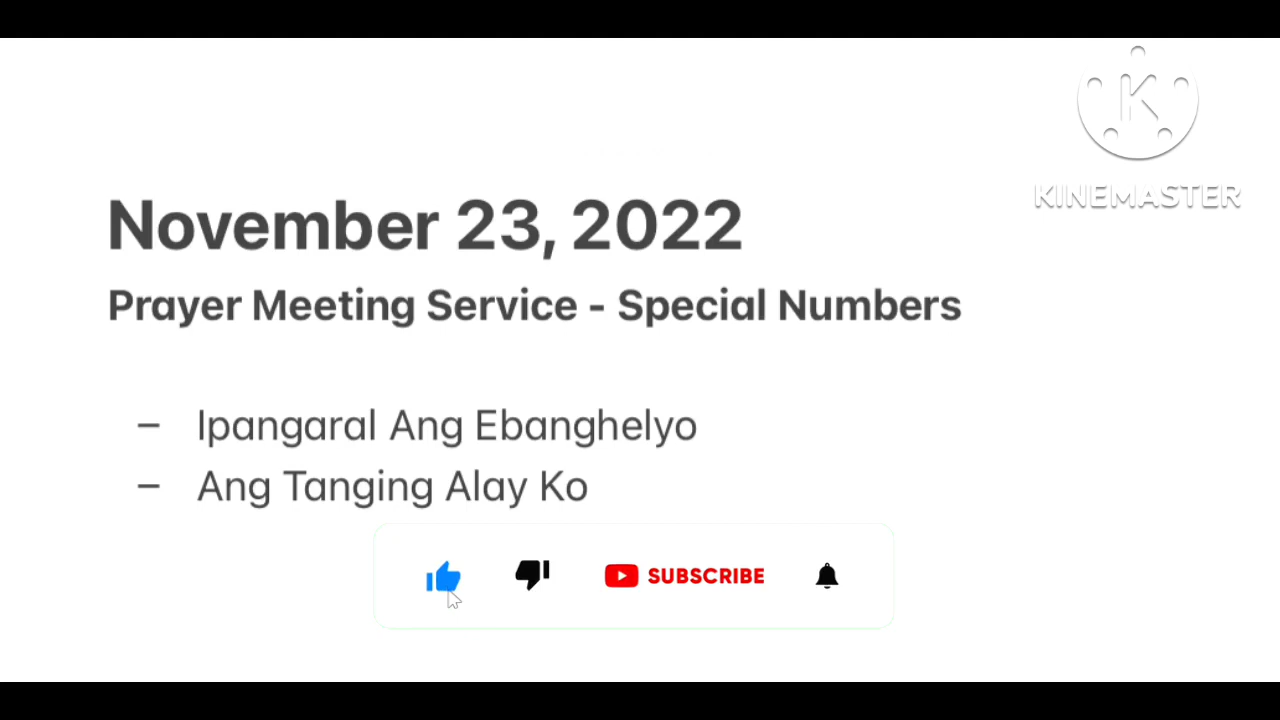 K
KINEMASTER
November 23, 2022
Prayer Meeting Service - Special Numbers
– Ipangaral Ang Ebanghelyo
– Ang Tanging Alay Ko
SUBSCRIBE